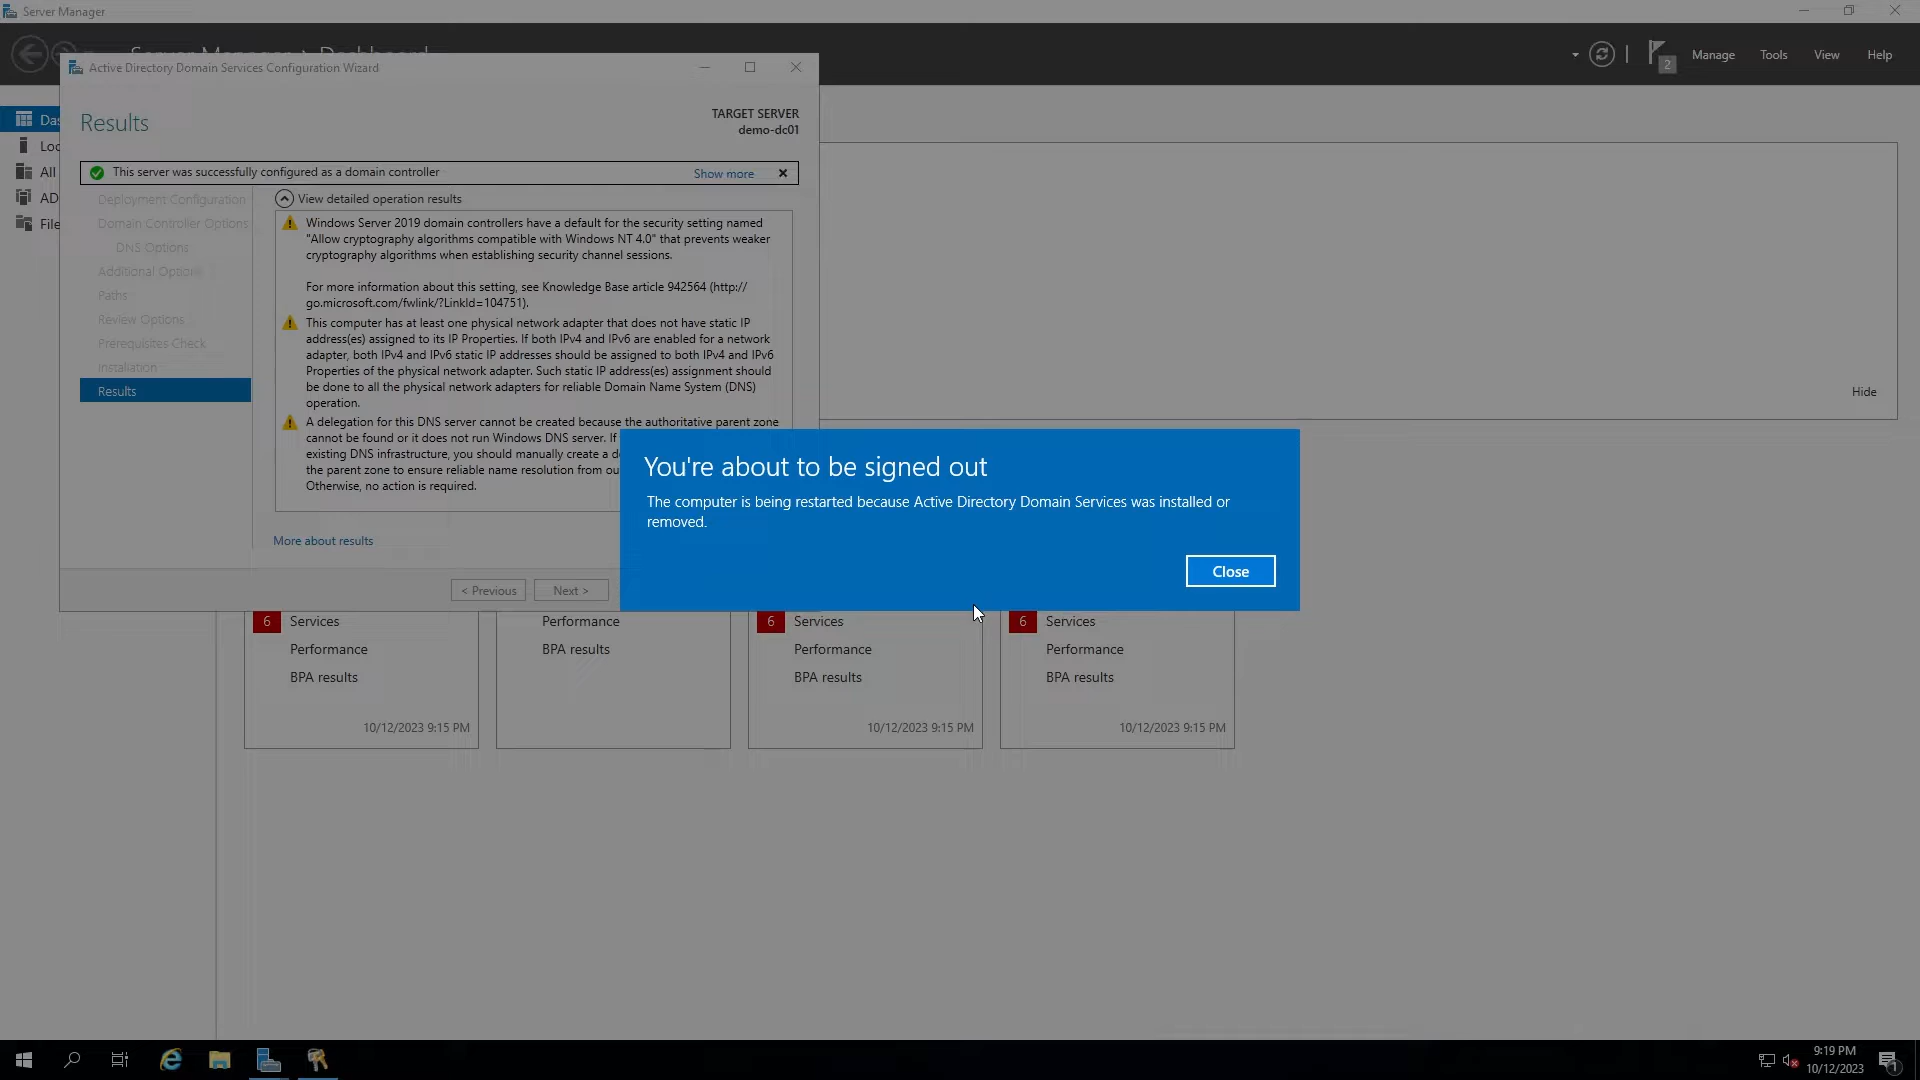 Server Manager
Server Manager › Dashboard
2
Manage
Tools
View
Help
Active Directory Domain Services Configuration Wizard
Results
TARGET SERVER
demo-dc01
This server was successfully configured as a domain controller
Show more
Das
Loc
All
AD
File
Deployment Configuration
Domain Controller Options
DNS Options
Additional Options
Paths
Review Options
Prerequisites Check
Installation
Results
View detailed operation results
Windows Server 2019 domain controllers have a default for the security setting named
"Allow cryptography algorithms compatible with Windows NT 4.0" that prevents weaker
cryptography algorithms when establishing security channel sessions.
For more information about this setting, see Knowledge Base article 942564 (http://
go.microsoft.com/fwlink/?LinkId=104751).
This computer has at least one physical network adapter that does not have static IP
address(es) assigned to its IP Properties. If both IPv4 and IPv6 are enabled for a network
adapter, both IPv4 and IPv6 static IP addresses should be assigned to both IPv4 and IPv6
Properties of the physical network adapter. Such static IP address(es) assignment should
be done to all the physical network adapters for reliable Domain Name System (DNS)
operation.
A delegation for this DNS server cannot be created because the authoritative parent zone
cannot be found or it does not run Windows DNS server. If
existing DNS infrastructure, you should manually create a de
the parent zone to ensure reliable name resolution from ou
Otherwise, no action is required.
More about results
< Previous
Next >
Hide
You're about to be signed out
The computer is being restarted because Active Directory Domain Services was installed or
removed.
Close
6 Services
Performance
BPA results
10/12/2023 9:15 PM
Performance
BPA results
6 Services
Performance
BPA results
10/12/2023 9:15 PM
6 Services
Performance
BPA results
10/12/2023 9:15 PM
9:19 PM
10/12/2023
1